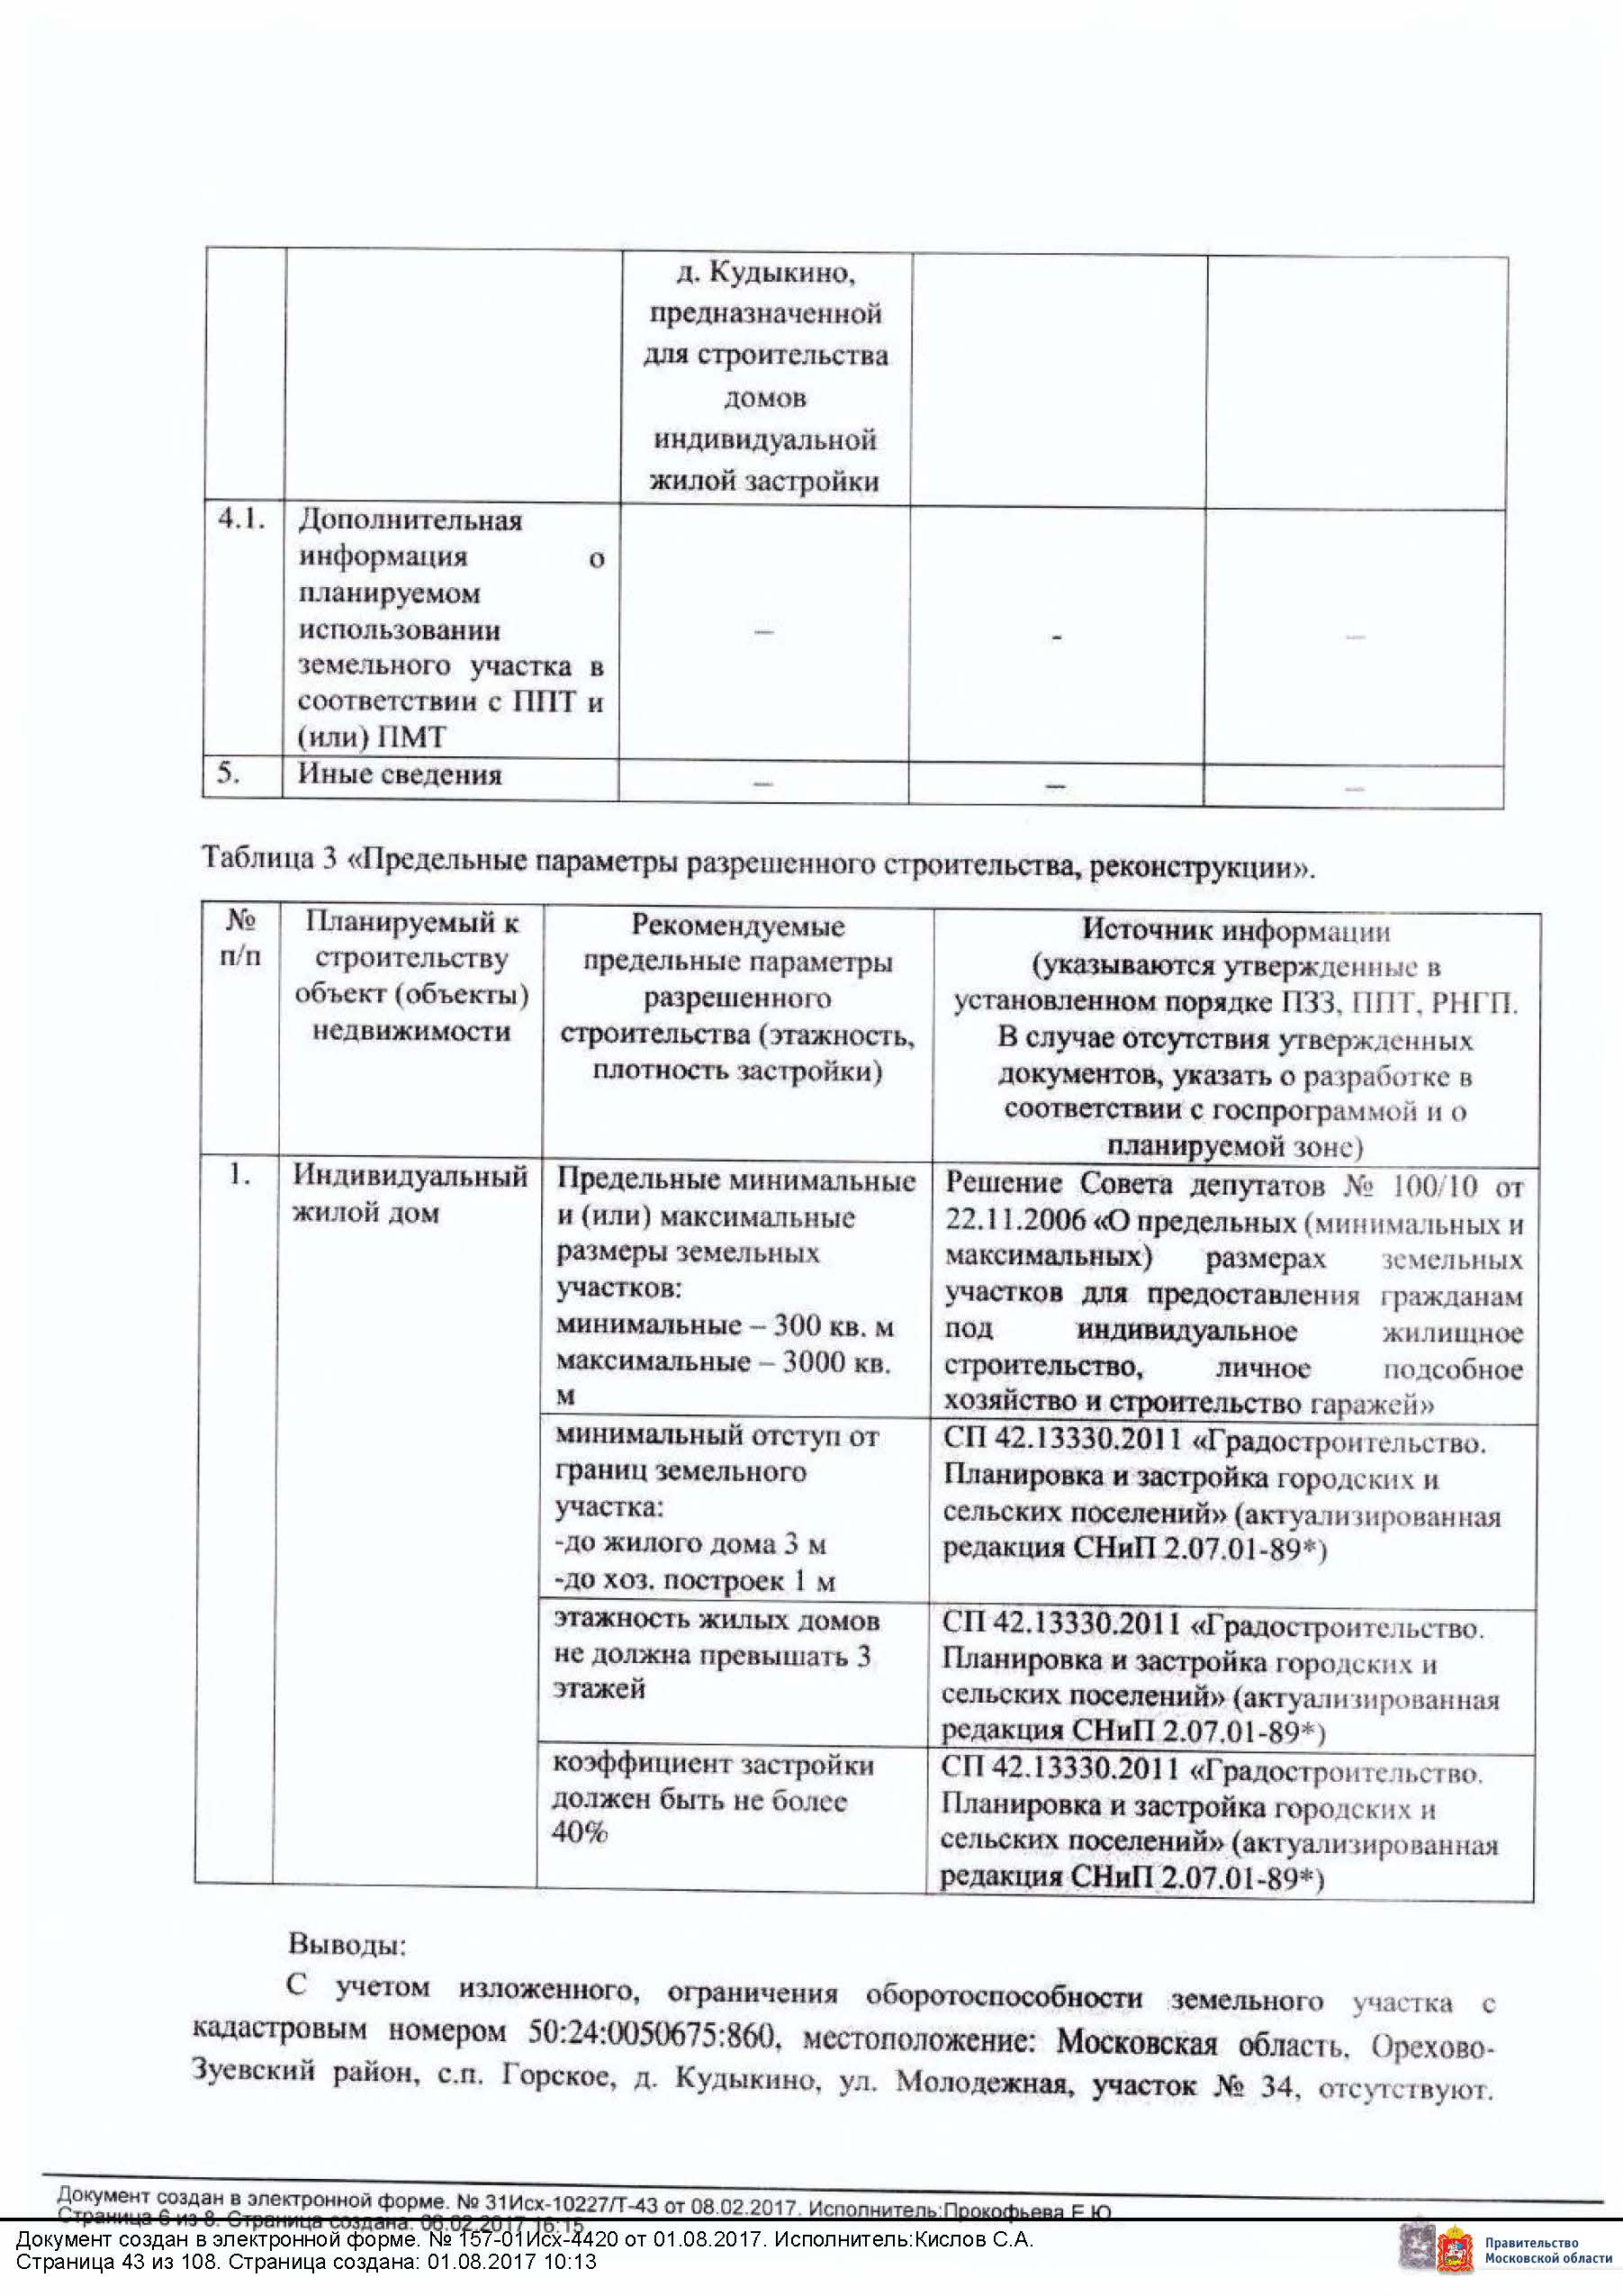 д. Кудыкино,
предназначенной
для строительства
домов
индивидуальной
жилой застройки
4.1.
Дополнительная
информация о
планируемом
использовании
земельного участка в
соответствии с ППТ и
(или) ПМТ
–
-
–
5.
Иные сведения
–
–
–
Таблица 3 «Предельные параметры разрешенного строительства, реконструкции».
№
п/п
Планируемый к
строительству
объект (объекты)
недвижимости
Рекомендуемые
предельные параметры
разрешенного
строительства (этажность,
плотность застройки)
Источник информации
(указываются утвержденные в
установленном порядке ПЗЗ, ППТ, РНГП.
В случае отсутствия утвержденных
документов, указать о разработке в
соответствии с госпрограммой и о
планируемой зоне)
1.
Индивидуальный
жилой дом
Предельные минимальные
и (или) максимальные
размеры земельных
участков:
минимальные – 300 кв. м
максимальные – 3000 кв.
м
Решение Совета депутатов № 100/10 от
22.11.2006 «О предельных (минимальных и
максимальных) размерах земельных
участков для предоставления гражданам
под индивидуальное жилищное
строительство, личное подсобное
хозяйство и строительство гаражей»
минимальный отступ от
границ земельного
участка:
-до жилого дома 3 м
-до хоз. построек 1 м
СП 42.13330.2011 «Градостроительство.
Планировка и застройка городских и
сельских поселений» (актуализированная
редакция СНиП 2.07.01-89*)
этажность жилых домов
не должна превышать 3
этажей
СП 42.13330.2011 «Градостроительство.
Планировка и застройка городских и
сельских поселений» (актуализированная
редакция СНиП 2.07.01-89*)
коэффициент застройки
должен быть не более
40%
СП 42.13330.2011 «Градостроительство.
Планировка и застройка городских и
сельских поселений» (актуализированная
редакция СНиП 2.07.01-89*)
Выводы:
С учетом изложенного, ограничения оборотоспособности земельного участка с
кадастровым номером 50:24:0050675:860, местоположение: Московская область, Орехово-
Зуевский район, с.п. Горское, д. Кудыкино, ул. Молодежная, участок № 34, отсутствуют.
Документ создан в электронной форме. № 31Исх-10227/Т-43 от 08.02.2017. Исполнитель:Прокофьева Е.Ю.
Страница 6 из 8. Страница создана: 06.02.2017 16:15
Документ создан в электронной форме. № 157-01Исх-4420 от 01.08.2017. Исполнитель:Кислов С.А.
Страница 43 из 108. Страница создана: 01.08.2017 10:13
Правительство
Московской области